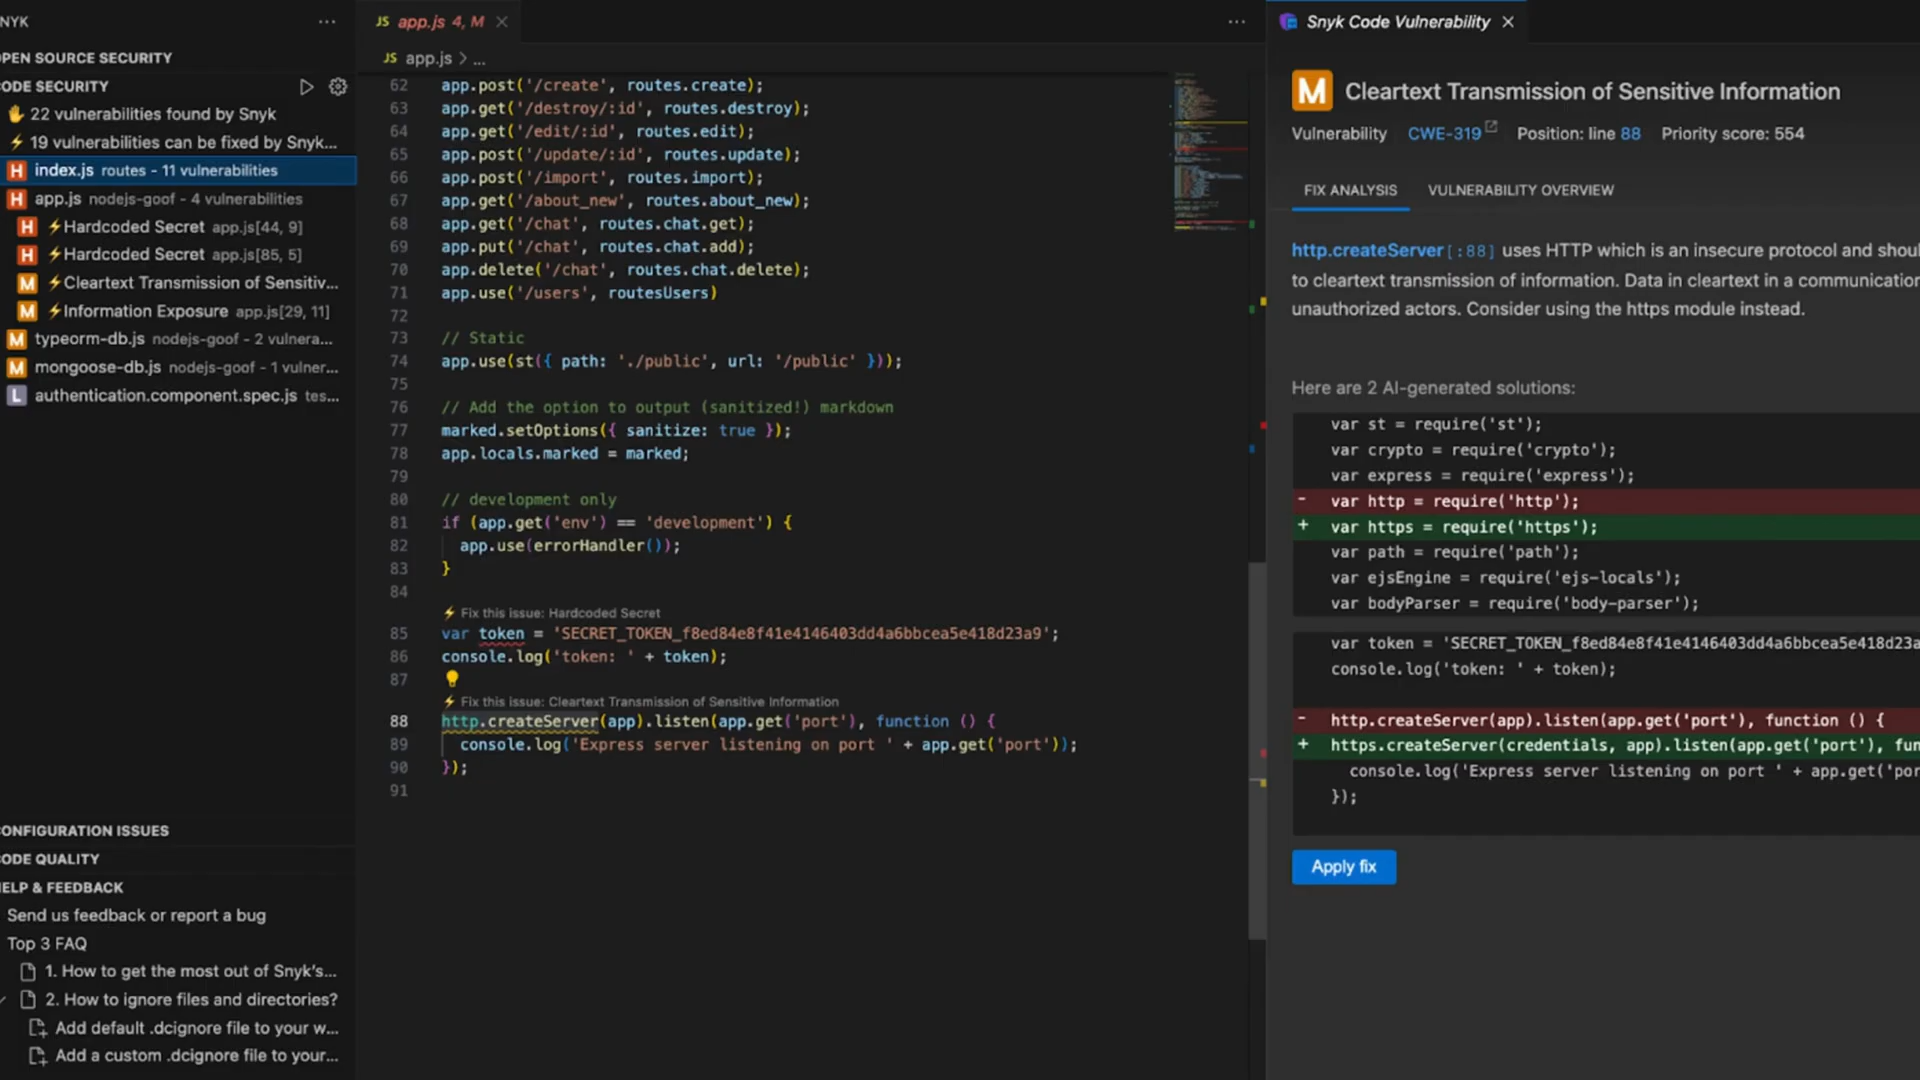 NYK
···
OPEN SOURCE SECURITY
CODE SECURITY
22 vulnerabilities found by Snyk
19 vulnerabilities can be fixed by Snyk...
H index.js routes - 11 vulnerabilities
H app.js nodejs-goof - 4 vulnerabilities
H Hardcoded Secret app.js[44, 9]
H Hardcoded Secret app.js[85, 5]
M Cleartext Transmission of Sensitiv...
M Information Exposure app.js[29, 11]
M typeorm-db.js nodejs-goof - 2 vulnera...
M mongoose-db.js nodejs-goof - 1 vulner...
L authentication.component.spec.js tes...
CONFIGURATION ISSUES
CODE QUALITY
HELP & FEEDBACK
Send us feedback or report a bug
Top 3 FAQ
1. How to get the most out of Snyk's...
2. How to ignore files and directories?
Add default .dcignore file to your w...
Add a custom .dcignore file to your...
JS app.js 4, M
···
JS app.js > ...
62 app.post('/create', routes.create);
63 app.get('/destroy/:id', routes.destroy);
64 app.get('/edit/:id', routes.edit);
65 app.post('/update/:id', routes.update);
66 app.post('/import', routes.import);
67 app.get('/about_new', routes.about_new);
68 app.get('/chat', routes.chat.get);
69 app.put('/chat', routes.chat.add);
70 app.delete('/chat', routes.chat.delete);
71 app.use('/users', routesUsers)
72
73 // Static
74 app.use(st({ path: './public', url: '/public' }));
75
76 // Add the option to output (sanitized!) markdown
77 marked.setOptions({ sanitize: true });
78 app.locals.marked = marked;
79
80 // development only
81 if (app.get('env') == 'development') {
82 app.use(errorHandler());
83 }
84
Fix this issue: Hardcoded Secret
85 var token = 'SECRET_TOKEN_f8ed84e8f41e4146403dd4a6bbcea5e418d23a9';
86 console.log('token: ' + token);
87
Fix this issue: Cleartext Transmission of Sensitive Information
88 http.createServer(app).listen(app.get('port'), function () {
89 console.log('Express server listening on port ' + app.get('port'));
90 });
91
Snyk Code Vulnerability
M Cleartext Transmission of Sensitive Information
Vulnerability CWE-319 Position: line 88 Priority score: 554
FIX ANALYSIS VULNERABILITY OVERVIEW
http.createServer[:88] uses HTTP which is an insecure protocol and shoul
to cleartext transmission of information. Data in cleartext in a communication
unauthorized actors. Consider using the https module instead.
Here are 2 AI-generated solutions:
var st = require('st');
var crypto = require('crypto');
var express = require('express');
- var http = require('http');
+ var https = require('https');
var path = require('path');
var ejsEngine = require('ejs-locals');
var bodyParser = require('body-parser');
var token = 'SECRET_TOKEN_f8ed84e8f41e4146403dd4a6bbcea5e418d23a
console.log('token: ' + token);
- http.createServer(app).listen(app.get('port'), function () {
+ https.createServer(credentials, app).listen(app.get('port'), fun
console.log('Express server listening on port ' + app.get('por
});
Apply fix